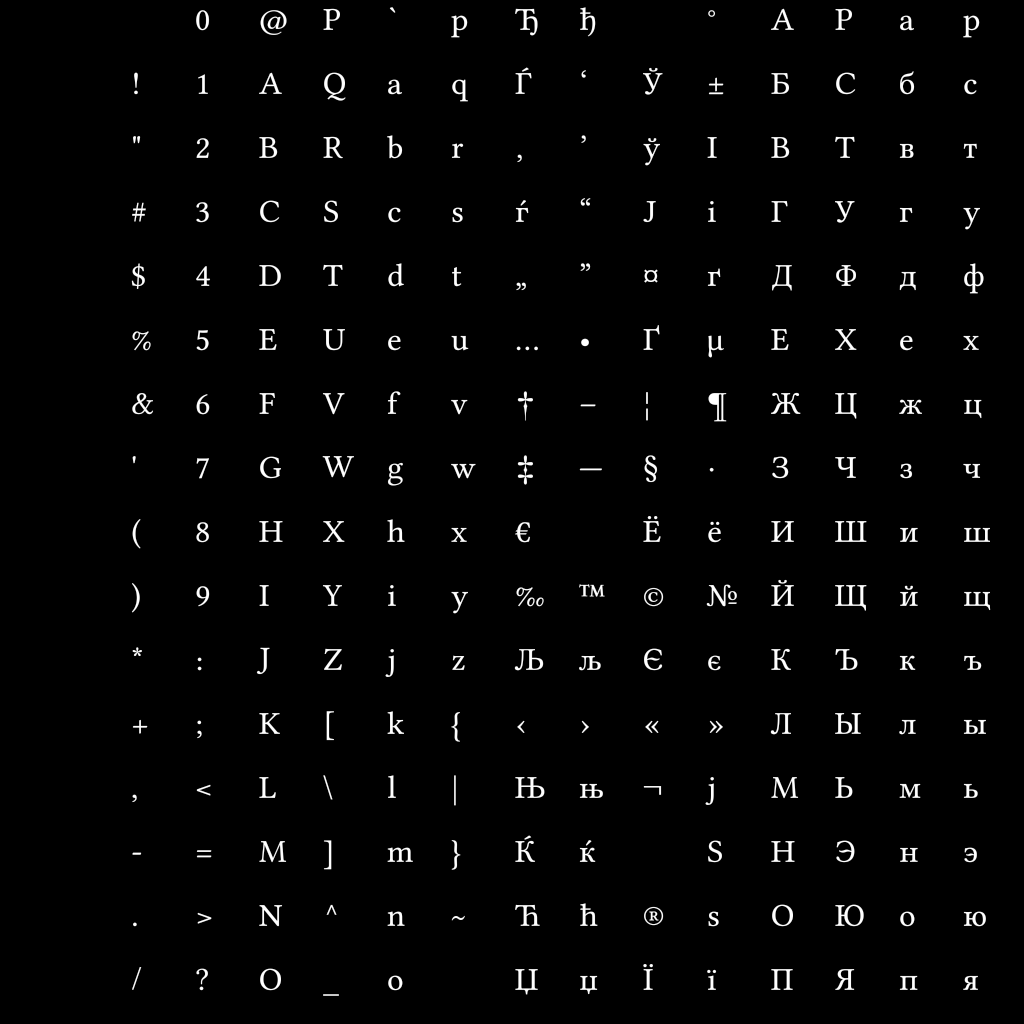 0 @ P ` p Ђ ђ ° А Р а р
! 1 A Q a q Ѓ ‘ Ў ± Б С б с
" 2 B R b r ‚ ’ ў І В Т в т
# 3 C S c s ѓ “ Ј і Г У г у
$ 4 D T d t „ ” ¤ ґ Д Ф д ф
% 5 E U e u … • Ґ µ Е Х е х
& 6 F V f v † – ¦ ¶ Ж Ц ж ц
' 7 G W g w ‡ — § · З Ч з ч
( 8 H X h x € Ё ё И Ш и ш
) 9 I Y i y ‰ ™ © № Й Щ й щ
* : J Z j z Љ љ Є є К Ъ к ъ
+ ; K [ k { ‹ › « » Л Ы л ы
, < L \ l | Њ њ ¬ ј М Ь м ь
- = M ] m } Ќ ќ Ѕ Н Э н э
. > N ^ n ~ Ћ ћ ® ѕ О Ю о ю
/ ? O _ o Џ џ Ї ї П Я п я